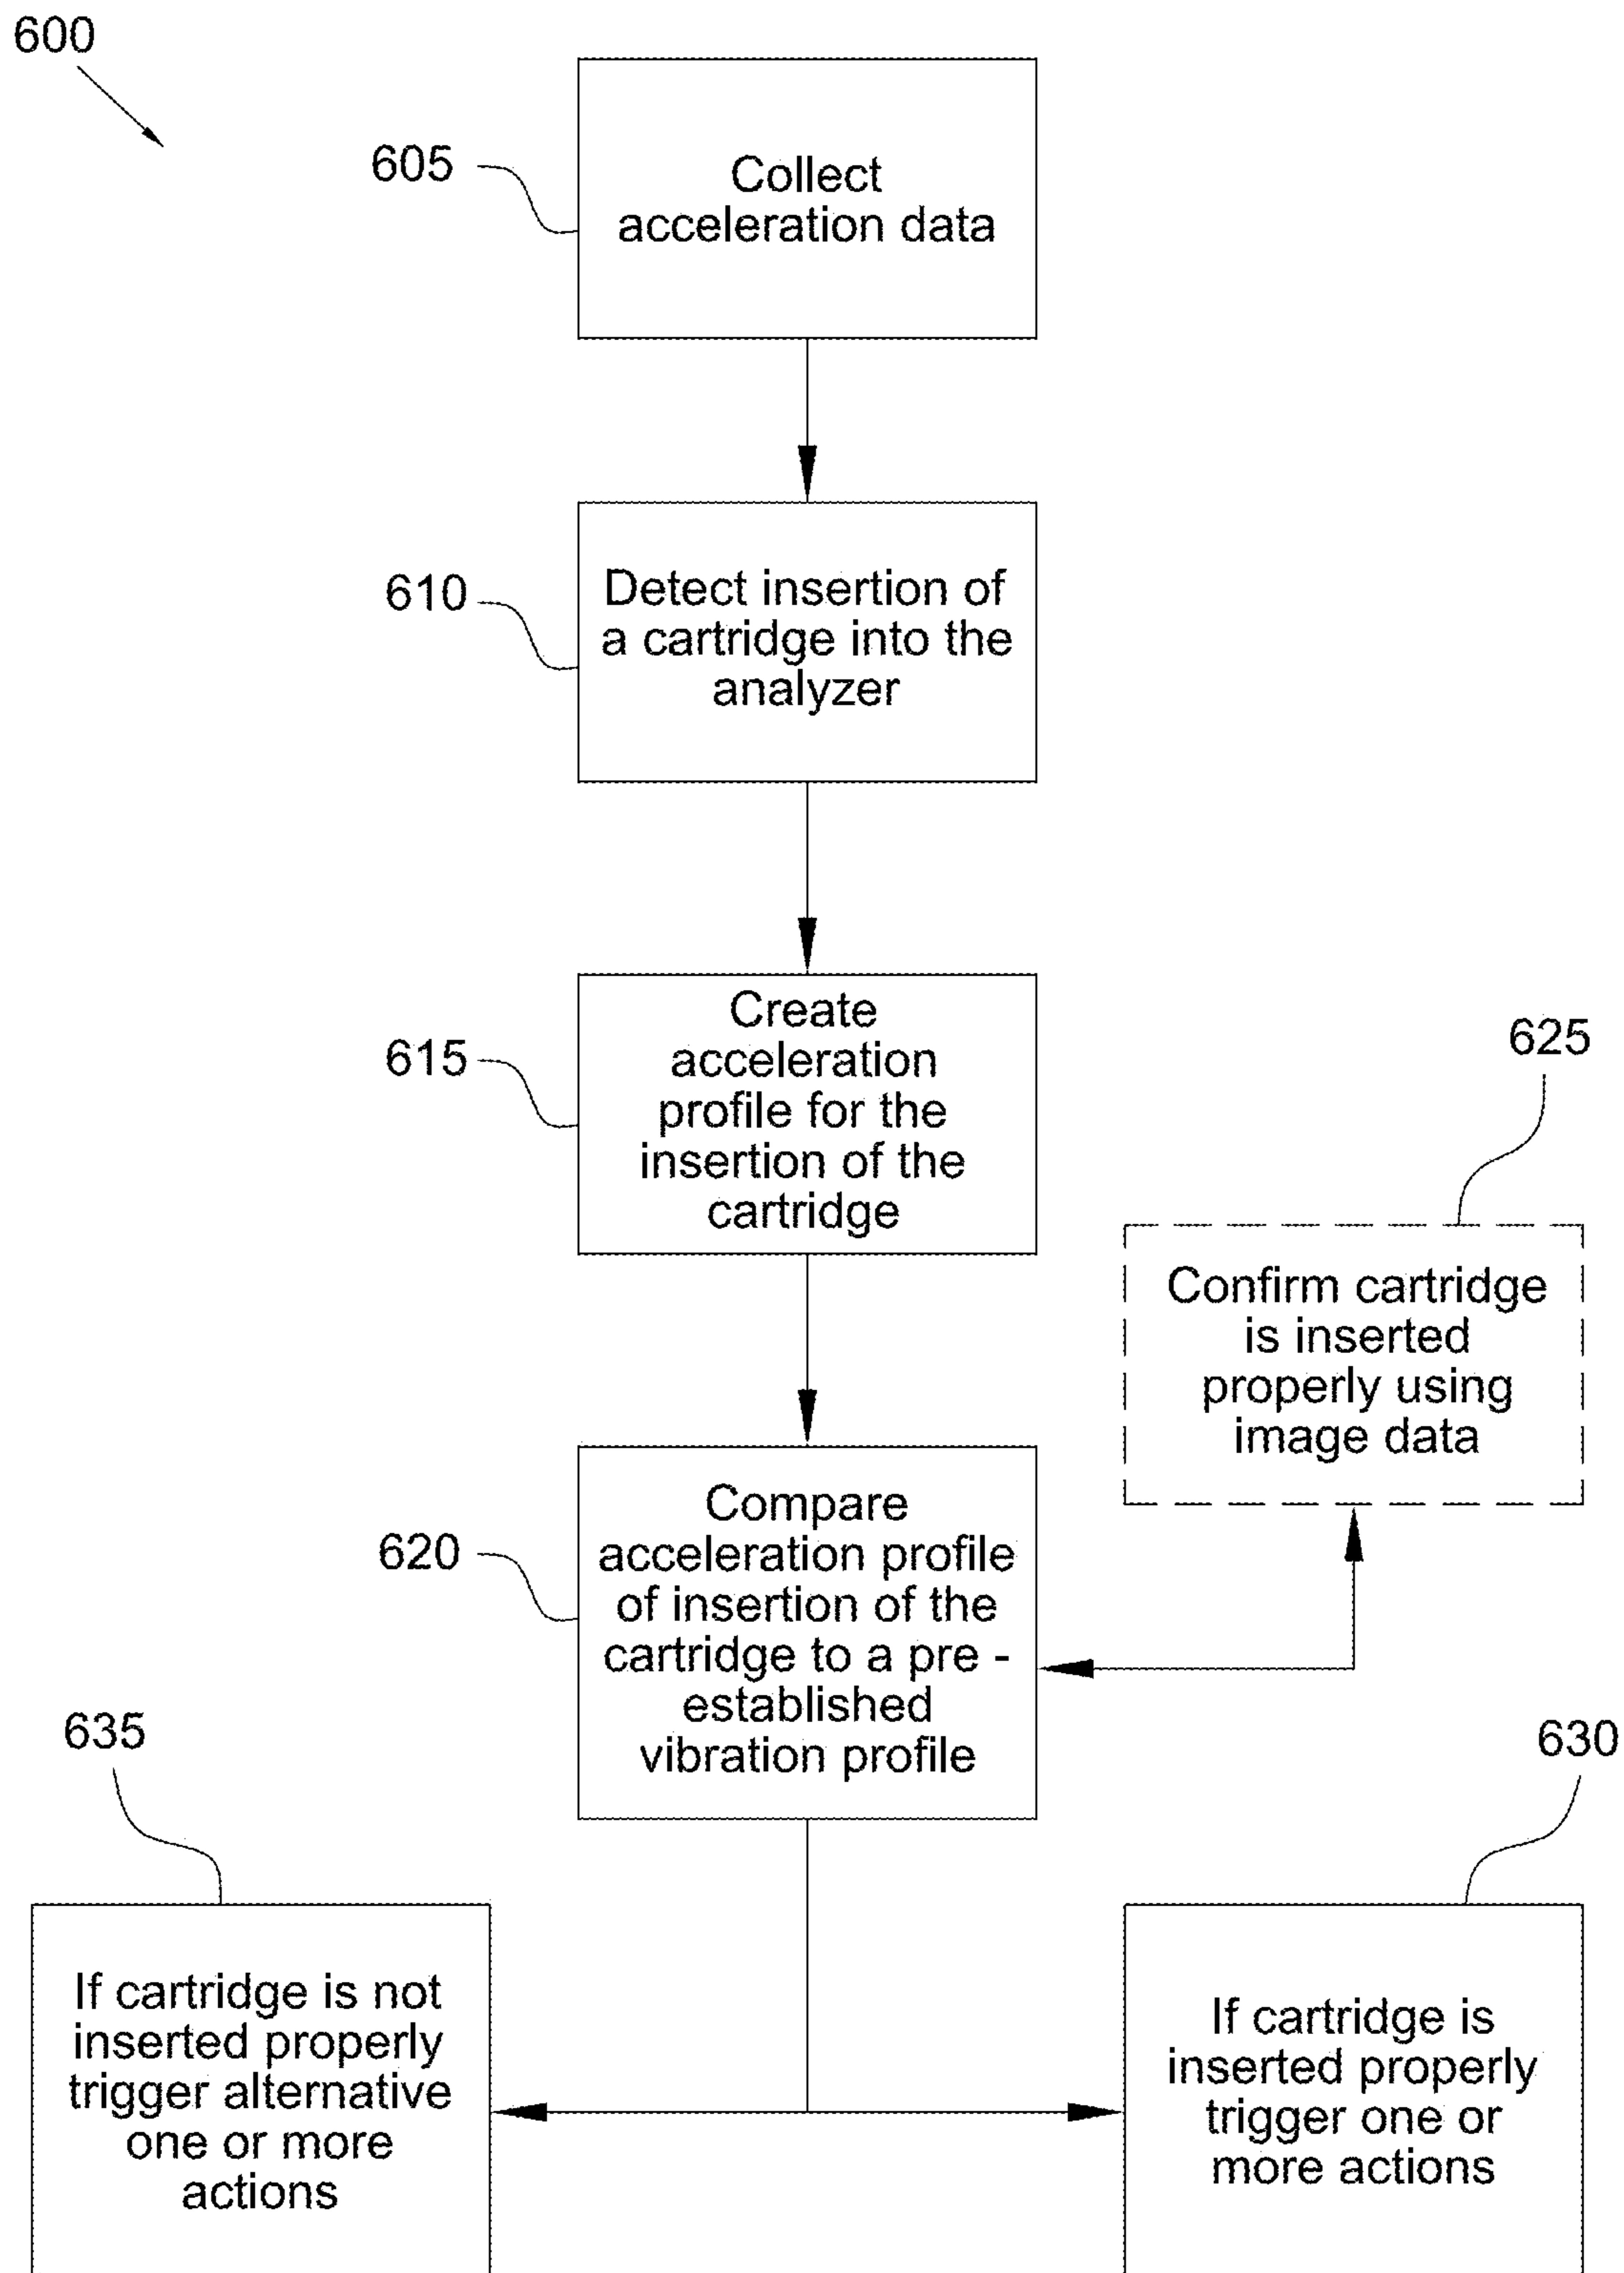 600
605
Collect
acceleration data
610
Detect insertion of
a cartridge into the
analyzer
615
Create
acceleration
profile for the
insertion of the
cartridge
625
Confirm cartridge
is inserted
properly using
image data
620
Compare
acceleration profile
of insertion of the
cartridge to a pre -
established
vibration profile
635
If cartridge is not
inserted properly
trigger alternative
one or more
actions
630
If cartridge is
inserted properly
trigger one or
more actions